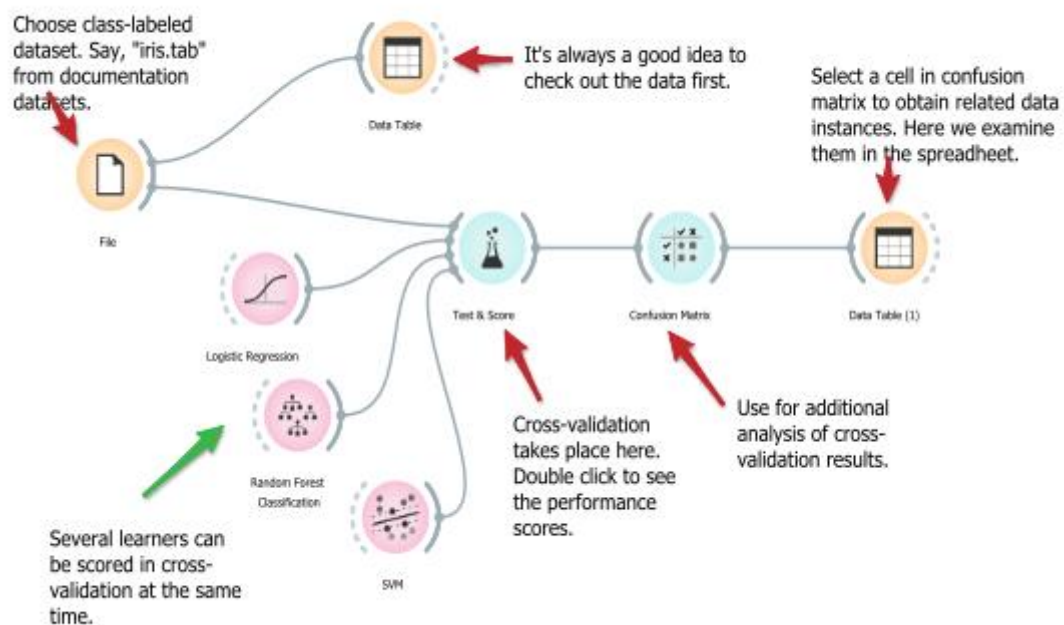 Choose class-labeled
dataset. Say, "iris.tab"
from documentation
datasets.
It's always a good idea to
check out the data first.
Select a cell in confusion
matrix to obtain related data
instances. Here we examine
them in the spreadheet.
Data Table
File
Test & Score
Confusion Matrix
Data Table (1)
Logistic Regression
Random Forest
Classification
SVM
Cross-validation
takes place here.
Double click to see
the performance
scores.
Use for additional
analysis of cross-
validation results.
Several learners can
be scored in cross-
validation at the same
time.